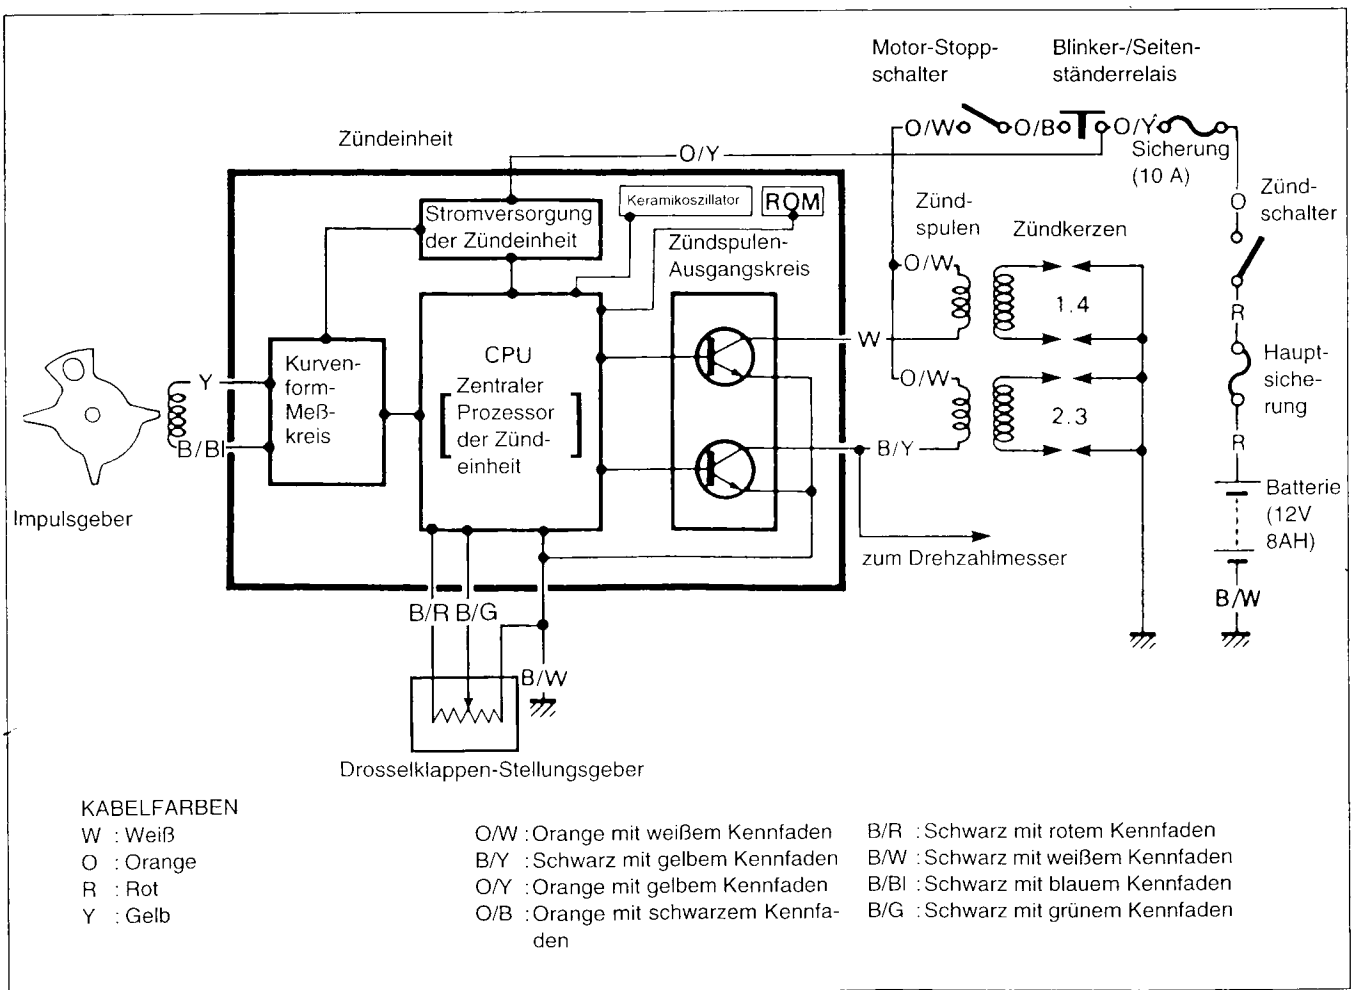 Motor-Stopp-
schalter
Blinker-/Seiten-
ständerrelais
Zündeinheit
O/W
O/B
O/Y
O/Y
Sicherung
(10 A)
Stromversorgung
der Zündeinheit
Keramikoszillator
ROM
Zündspulen-
Ausgangskreis
Zünd-
spulen
Zündkerzen
O
Zünd-
schalter
O/W
1.4
R
W
CPU
Zentraler
Prozessor
der Zünd-
einheit
Kurven-
form-
Meß-
kreis
Y
B/Bl
Impulsgeber
O/W
2.3
Haupt-
siche-
rung
R
B/Y
Batterie
(12V
8AH)
zum Drehzahlmesser
B/W
B/R
B/G
B/W
Drosselklappen-Stellungsgeber
KABELFARBEN
W : Weiß
O : Orange
R : Rot
Y : Gelb
O/W : Orange mit weißem Kennfaden
B/Y : Schwarz mit gelbem Kennfaden
O/Y : Orange mit gelbem Kennfaden
O/B : Orange mit schwarzem Kennfa-
den
B/R : Schwarz mit rotem Kennfaden
B/W : Schwarz mit weißem Kennfaden
B/Bl : Schwarz mit blauem Kennfaden
B/G : Schwarz mit grünem Kennfaden